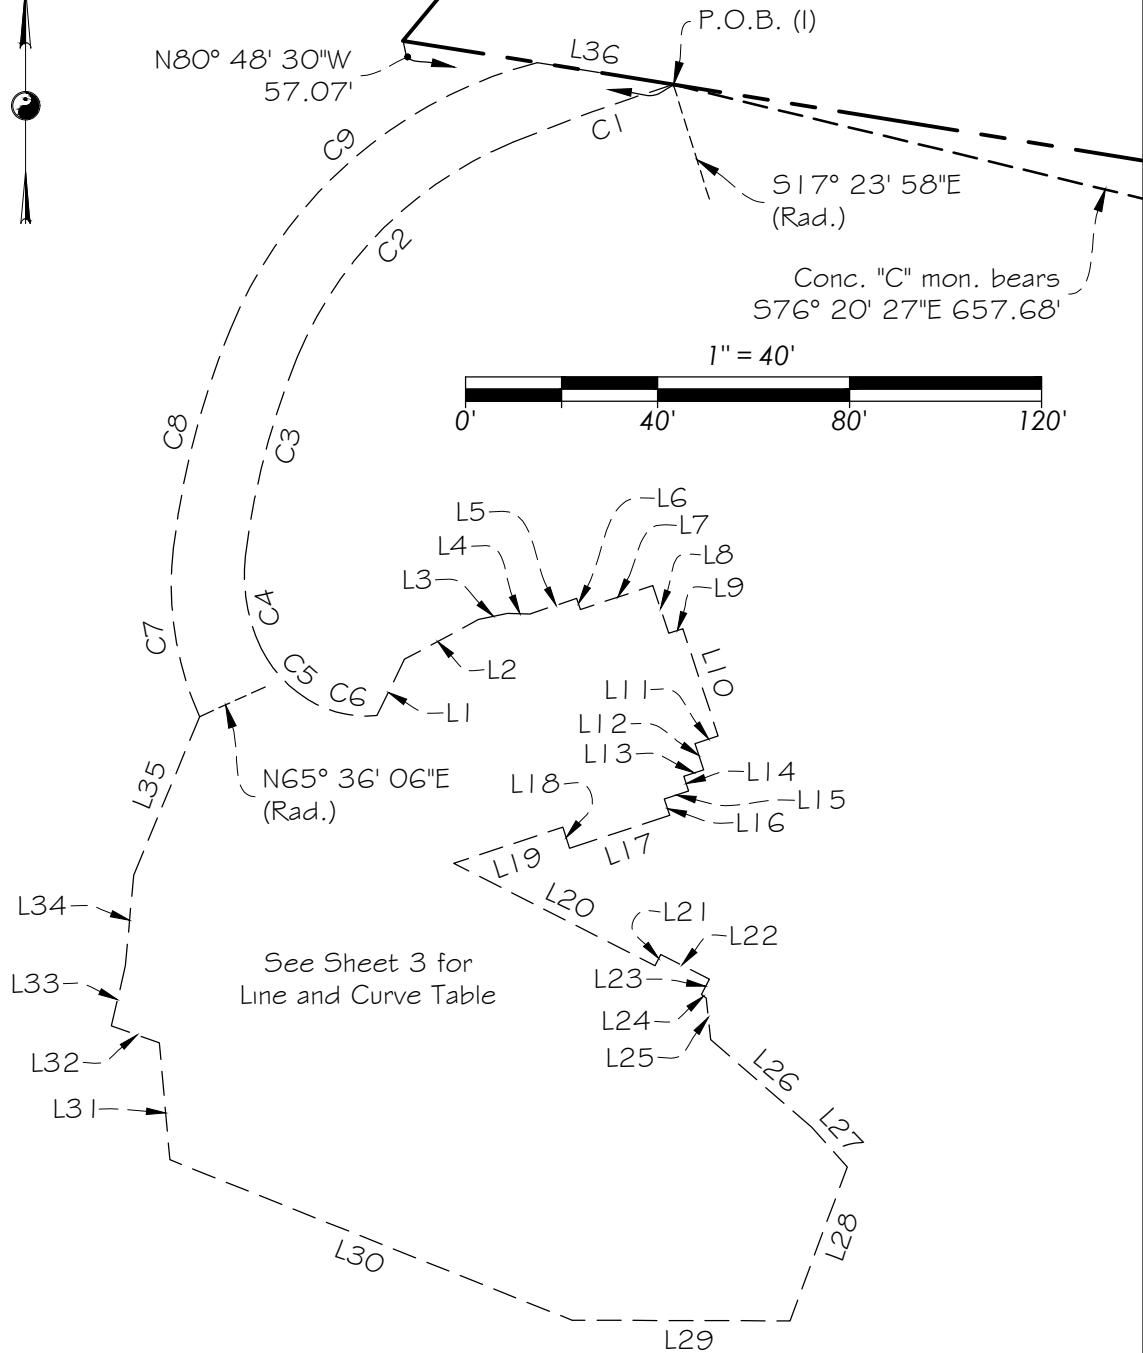 P.O.B. (1)
N80° 48' 30"W
57.07'
L36
C1
C9
S17° 23' 58"E
(Rad.)
C2
Conc. "C" mon. bears
S76° 20' 27"E 657.68'
1" = 40'
0' 40' 80' 120'
C8
C3
L6
L5
L7
L4
L8
L3
L9
C4
C7
L2
L10
C5
C6
L11
L1
L12
L13
N65° 36' 06"E
(Rad.)
L14
L18
L15
L35
L16
L17
L19
L20
L34
L21
L22
See Sheet 3 for
Line and Curve Table
L33
L23
L24
L32
L25
L26
L31
L27
L28
L30
L29